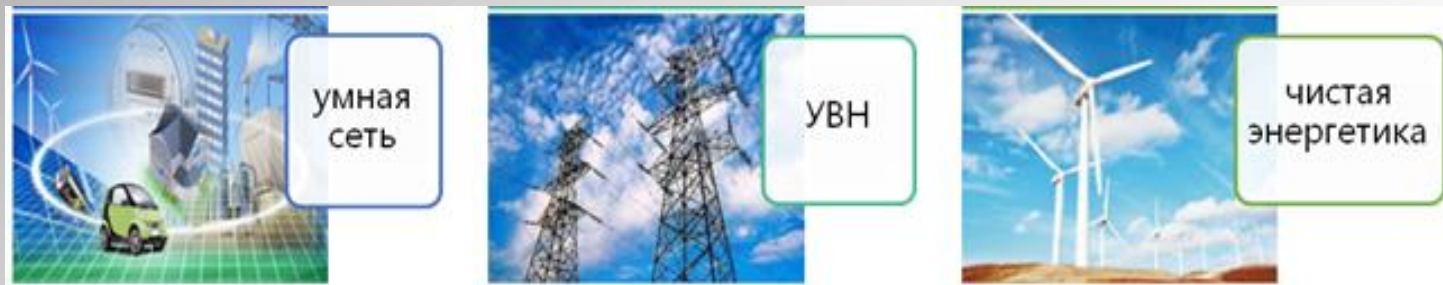 умная
сеть
УВН
чистая
энергетика